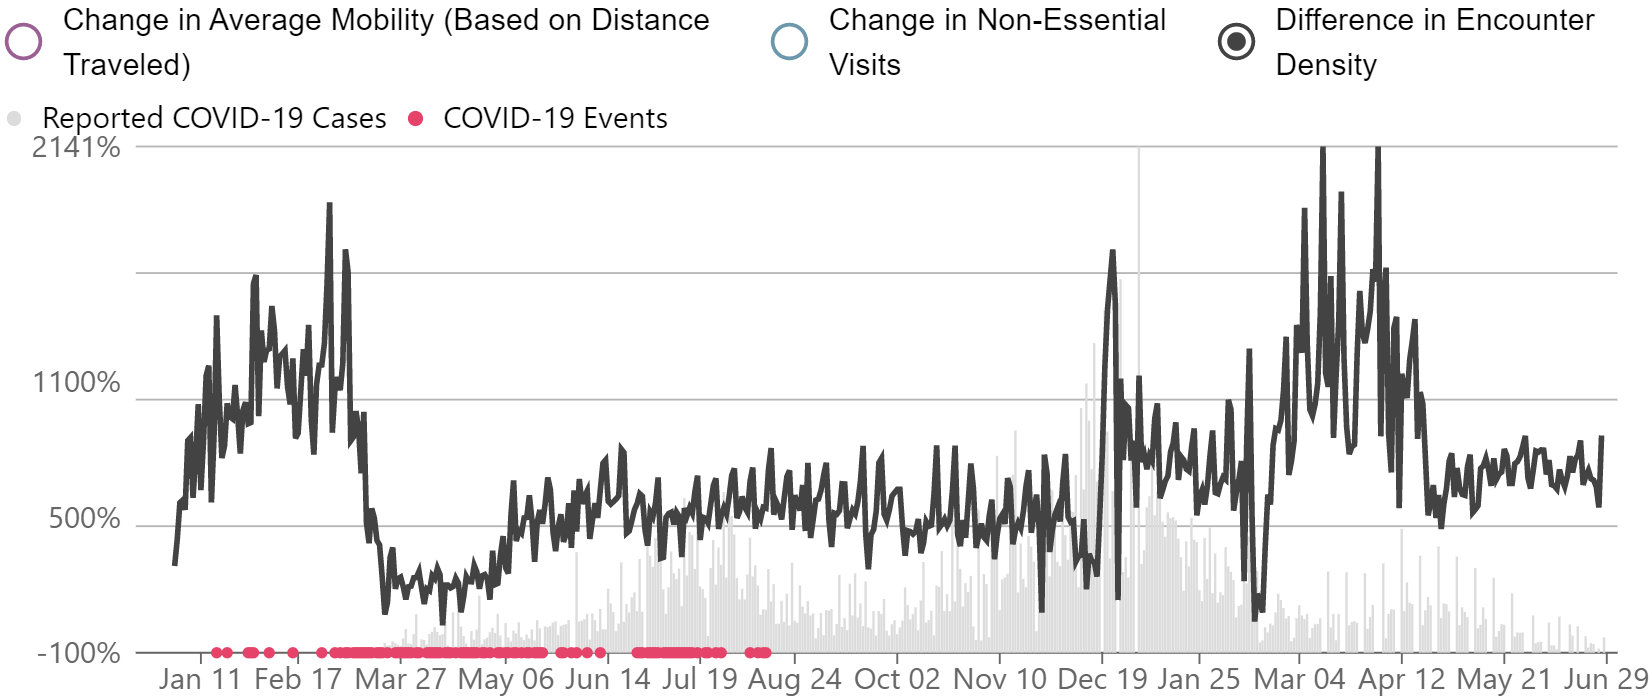 Change in Average Mobility (Based on Distance Traveled)
Change in Non-Essential Visits
Difference in Encounter Density
Reported COVID-19 Cases
COVID-19 Events
2141%
1100%
500%
-100%
Jan 11 Feb 17 Mar 27 May 06 Jun 14 Jul 19 Aug 24 Oct 02 Nov 10 Dec 19 Jan 25 Mar 04 Apr 12 May 21 Jun 29